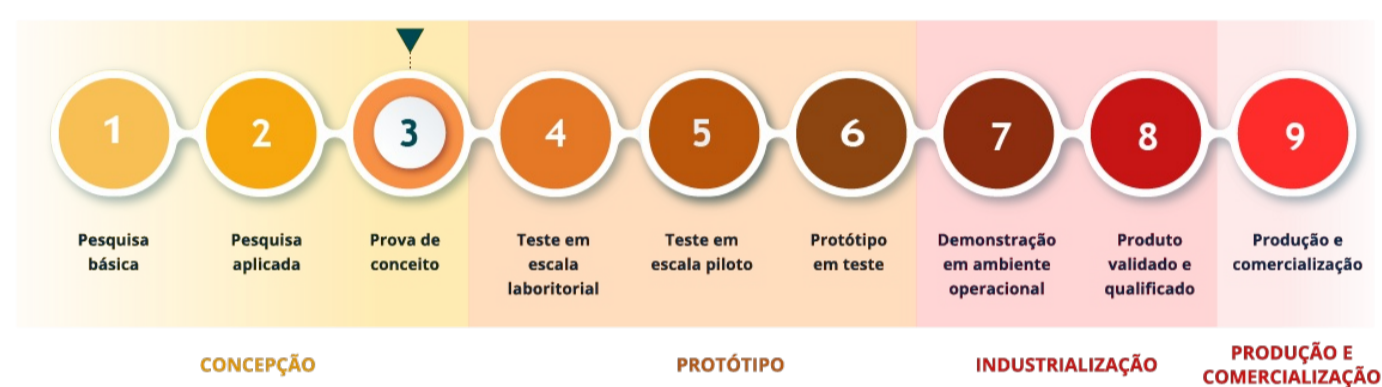 1 2 3 4 5 6 7 8 9
Pesquisa
básica
Pesquisa
aplicada
Prova de
conceito
Teste em
escala
laboritorial
Teste em
escala piloto
Protótipo
em teste
Demonstração
em ambiente
operacional
Produto
validado e
qualificado
Produção e
comercialização
CONCEPÇÃO
PROTÓTIPO
INDUSTRIALIZAÇÃO
PRODUÇÃO E
COMERCIALIZAÇÃO